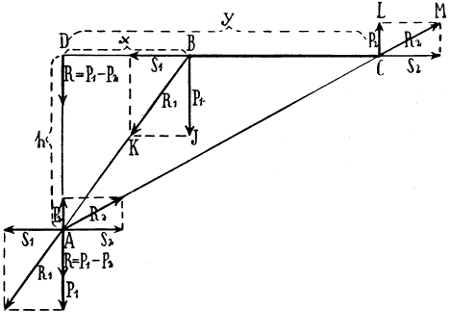 y
L
M
D
x
B
S₁
P₂
R₂
C
S₂
R=P₁-P₂
R₁
P₁
h
K
J
R₂
S₁
A
S₂
R₁
R=P₁-P₂
P₁